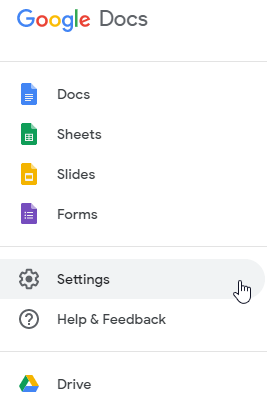 Google Docs
Docs
Sheets
Slides
Forms
Settings
Help & Feedback
Drive